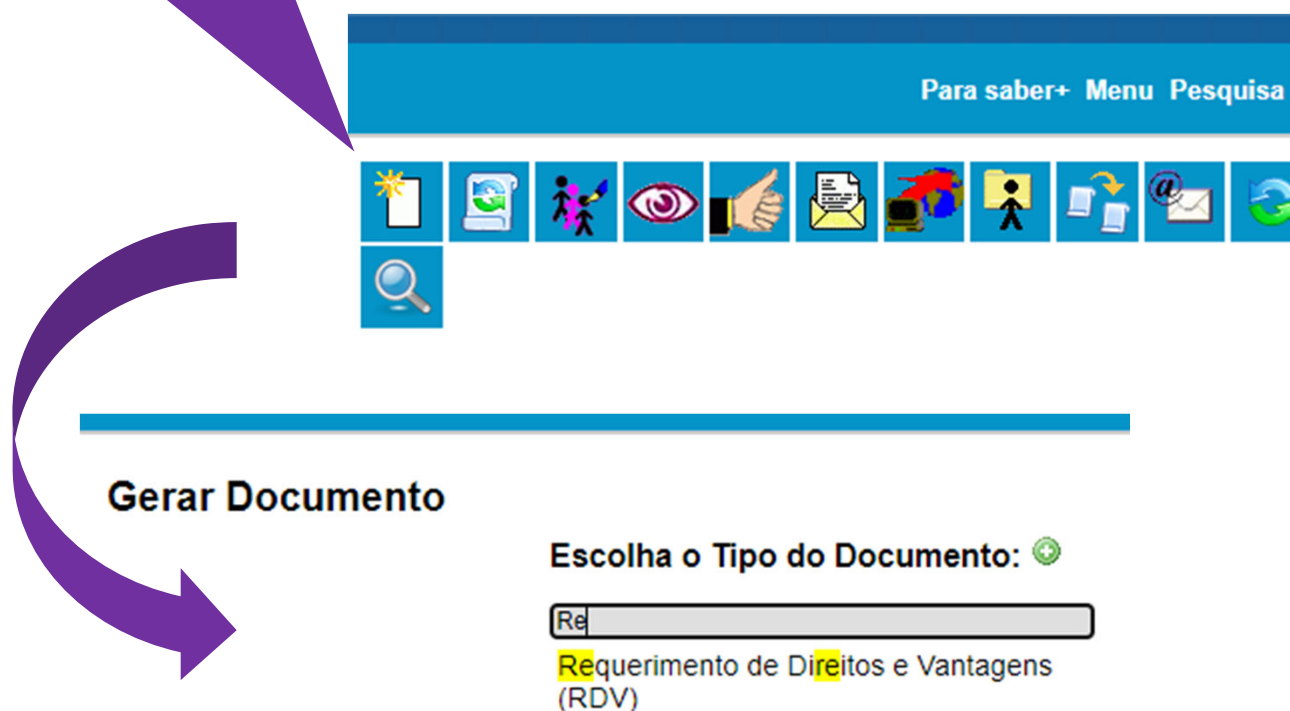 Para saber+ Menu Pesquisa
@
Gerar Documento
Escolha o Tipo do Documento:
Re
Requerimento de Direitos e Vantagens
(RDV)